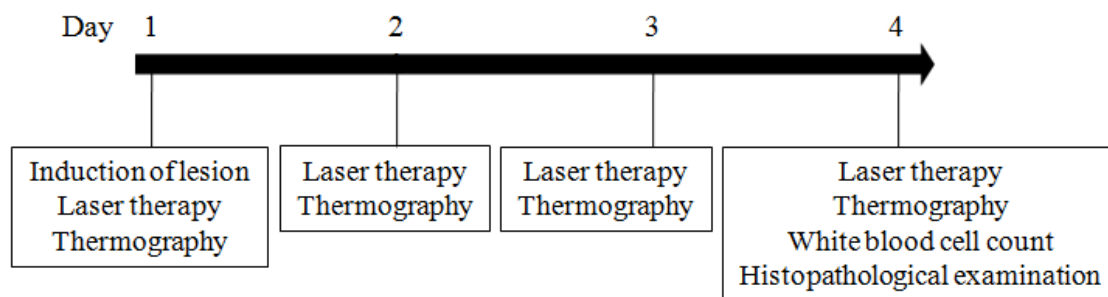 Day 1 2 3 4
Induction of lesion
Laser therapy
Thermography
Laser therapy
Thermography
Laser therapy
Thermography
Laser therapy
Thermography
White blood cell count
Histopathological examination